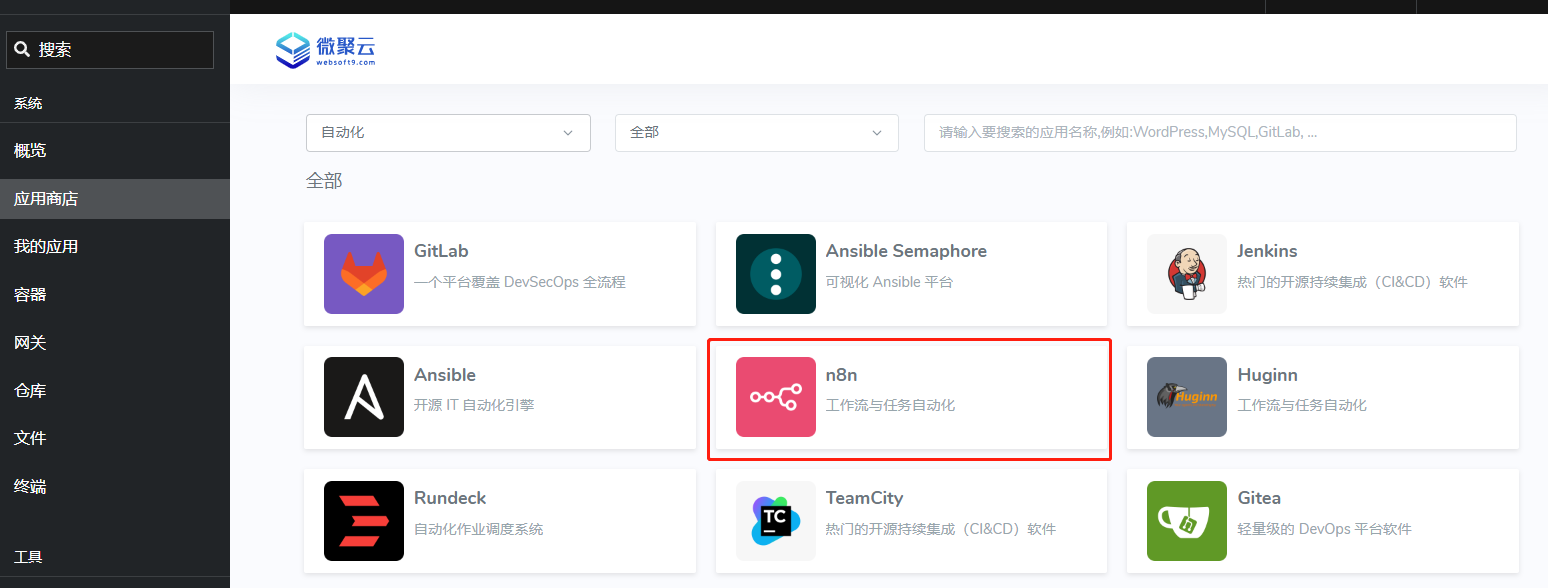 搜索
系统
概览
应用商店
我的应用
容器
网关
仓库
文件
终端
工具
微聚云
websoft9.com
自动化
全部
请输入要搜索的应用名称,例如:WordPress,MySQL,GitLab, ...
全部
GitLab
一个平台覆盖 DevSecOps 全流程
Ansible Semaphore
可视化 Ansible 平台
Jenkins
热门的开源持续集成（CI&CD）软件
Ansible
开源 IT 自动化引擎
n8n
工作流与任务自动化
Huginn
Huginn
工作流与任务自动化
Rundeck
自动化作业调度系统
TC
TeamCity
热门的开源持续集成（CI&CD）软件
Gitea
轻量级的 DevOps 平台软件